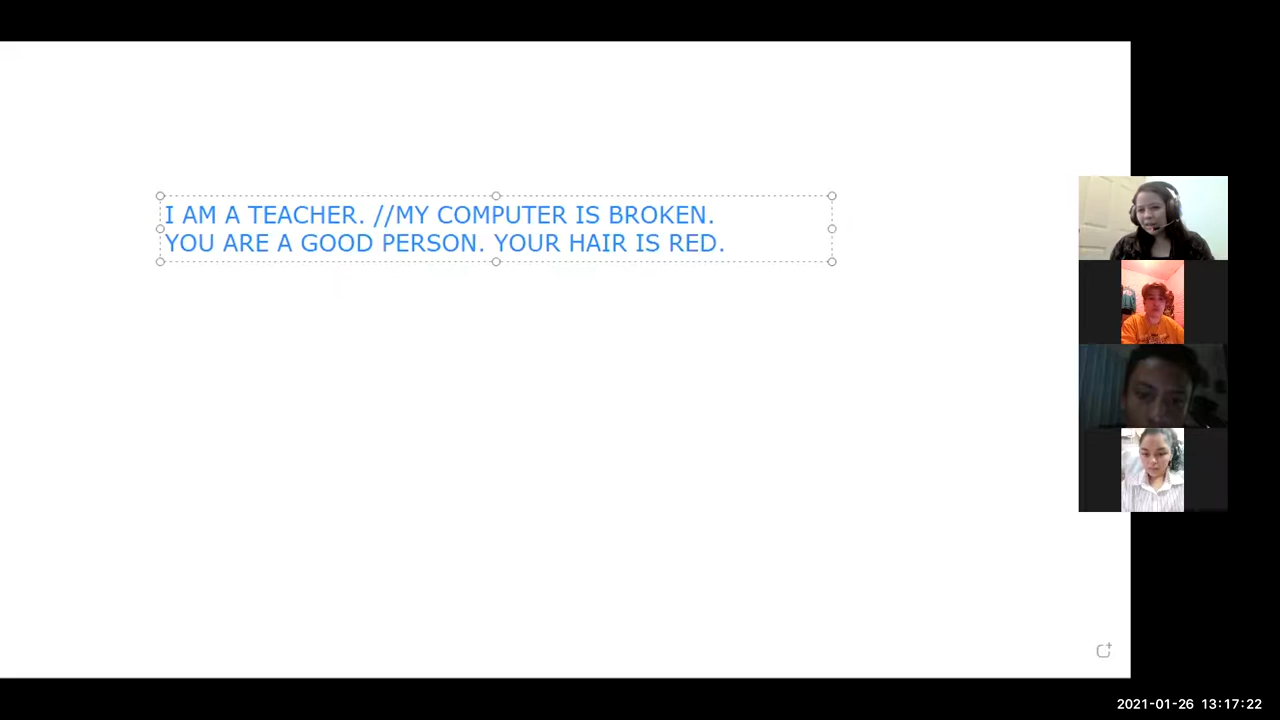 I AM A TEACHER. //MY COMPUTER IS BROKEN.
YOU ARE A GOOD PERSON. YOUR HAIR IS RED.
2021-01-26 13:17:22